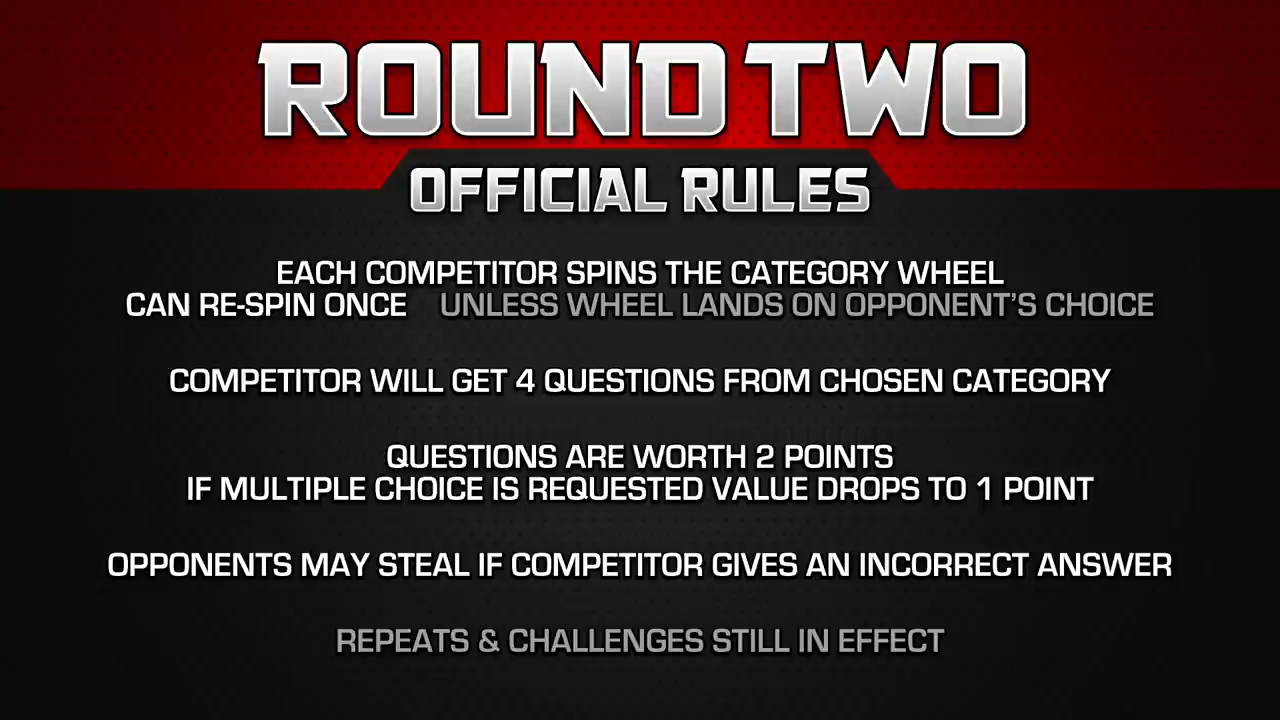 ROUND TWO
OFFICIAL RULES
EACH COMPETITOR SPINS THE CATEGORY WHEEL
CAN RE-SPIN ONCE UNLESS WHEEL LANDS ON OPPONENT'S CHOICE
COMPETITOR WILL GET 4 QUESTIONS FROM CHOSEN CATEGORY
QUESTIONS ARE WORTH 2 POINTS
IF MULTIPLE CHOICE IS REQUESTED VALUE DROPS TO 1 POINT
OPPONENTS MAY STEAL IF COMPETITOR GIVES AN INCORRECT ANSWER
REPEATS & CHALLENGES STILL IN EFFECT